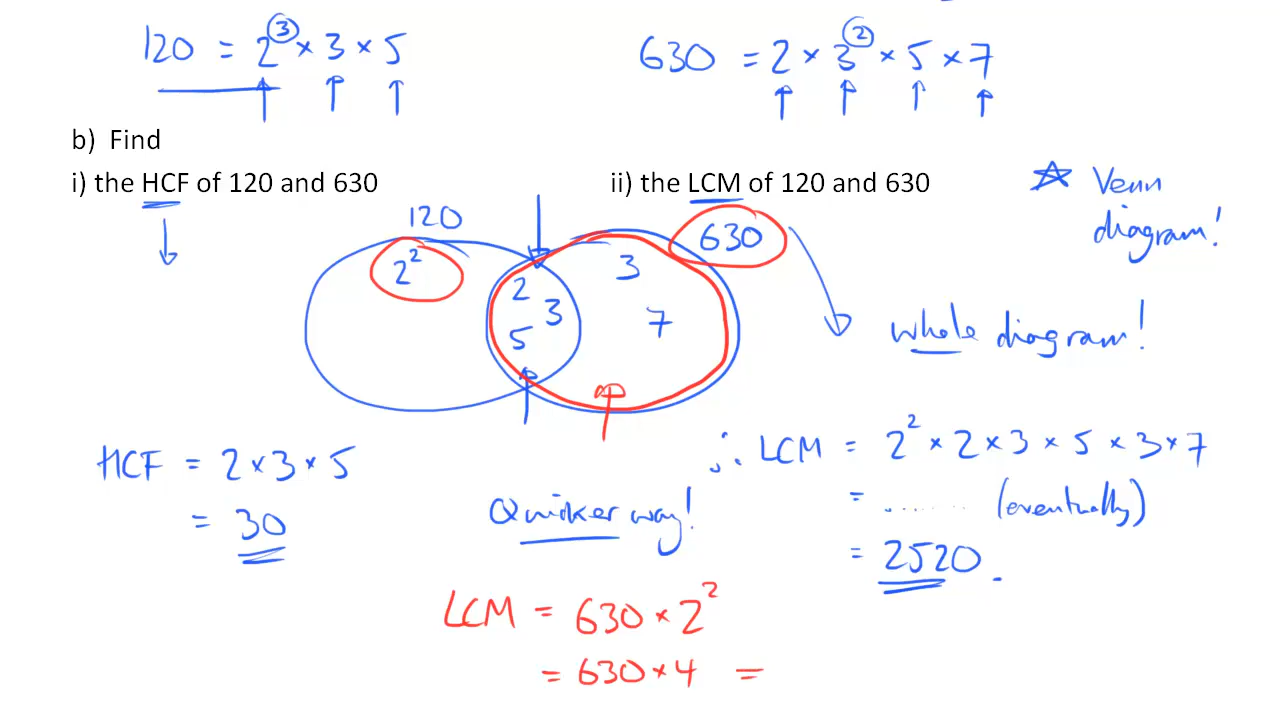 120 = 2³ × 3 × 5
630 = 2 × 3² × 5 × 7
b) Find
i) the HCF of 120 and 630
ii) the LCM of 120 and 630
☆ Venn
diagram!
120
630
2²
2
3
5
3
7
whole diagram!
HCF = 2 × 3 × 5
= 30
∴ LCM = 2² × 2 × 3 × 5 × 3 × 7
= ....... (eventually)
= 2520.
Quicker way!
LCM = 630 × 2²
= 630 × 4 =